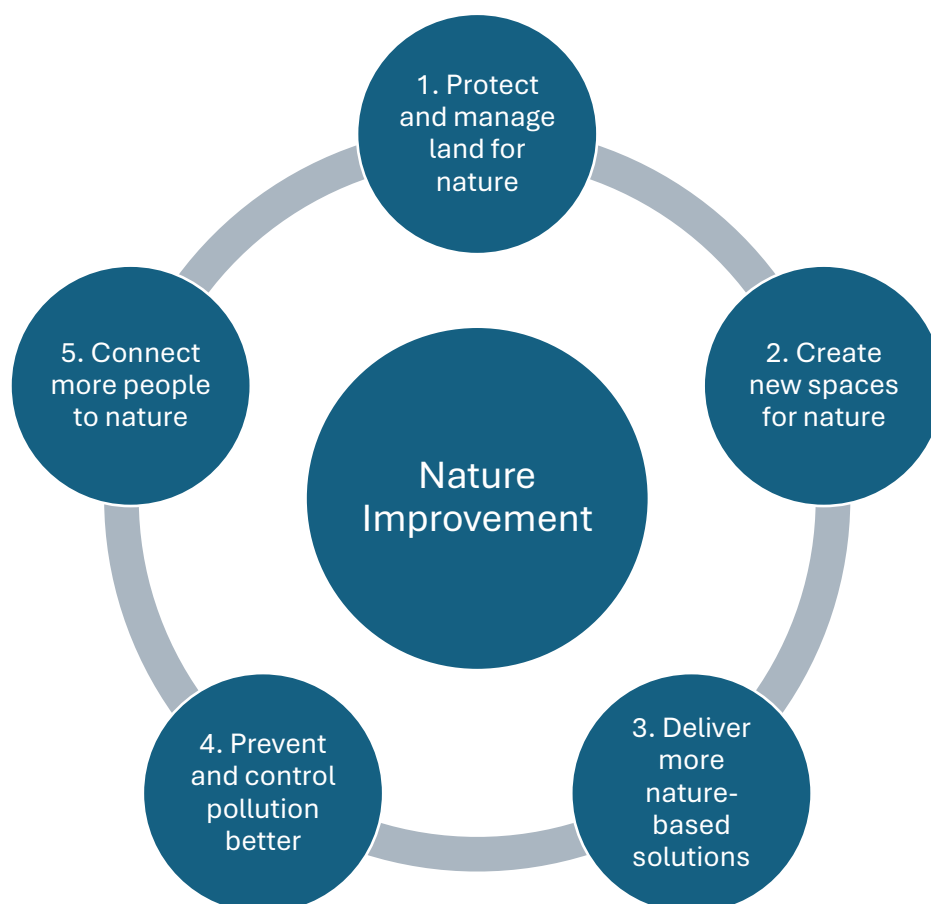 1. Protect
and manage
land for
nature
2. Create
new spaces
for nature
3. Deliver
more
nature-
based
solutions
4. Prevent
and control
pollution
better
5. Connect
more people
to nature
Nature
Improvement